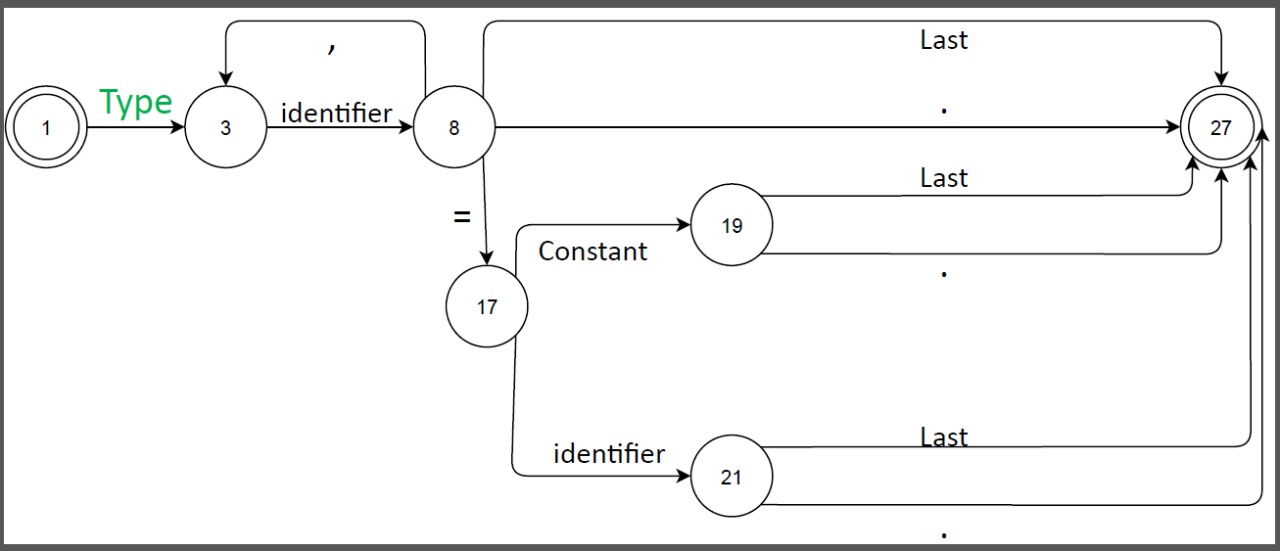 ,
Last
Type
identifier
.
1
3
8
27
Last
=
19
Constant
.
17
Last
identifier
21
.